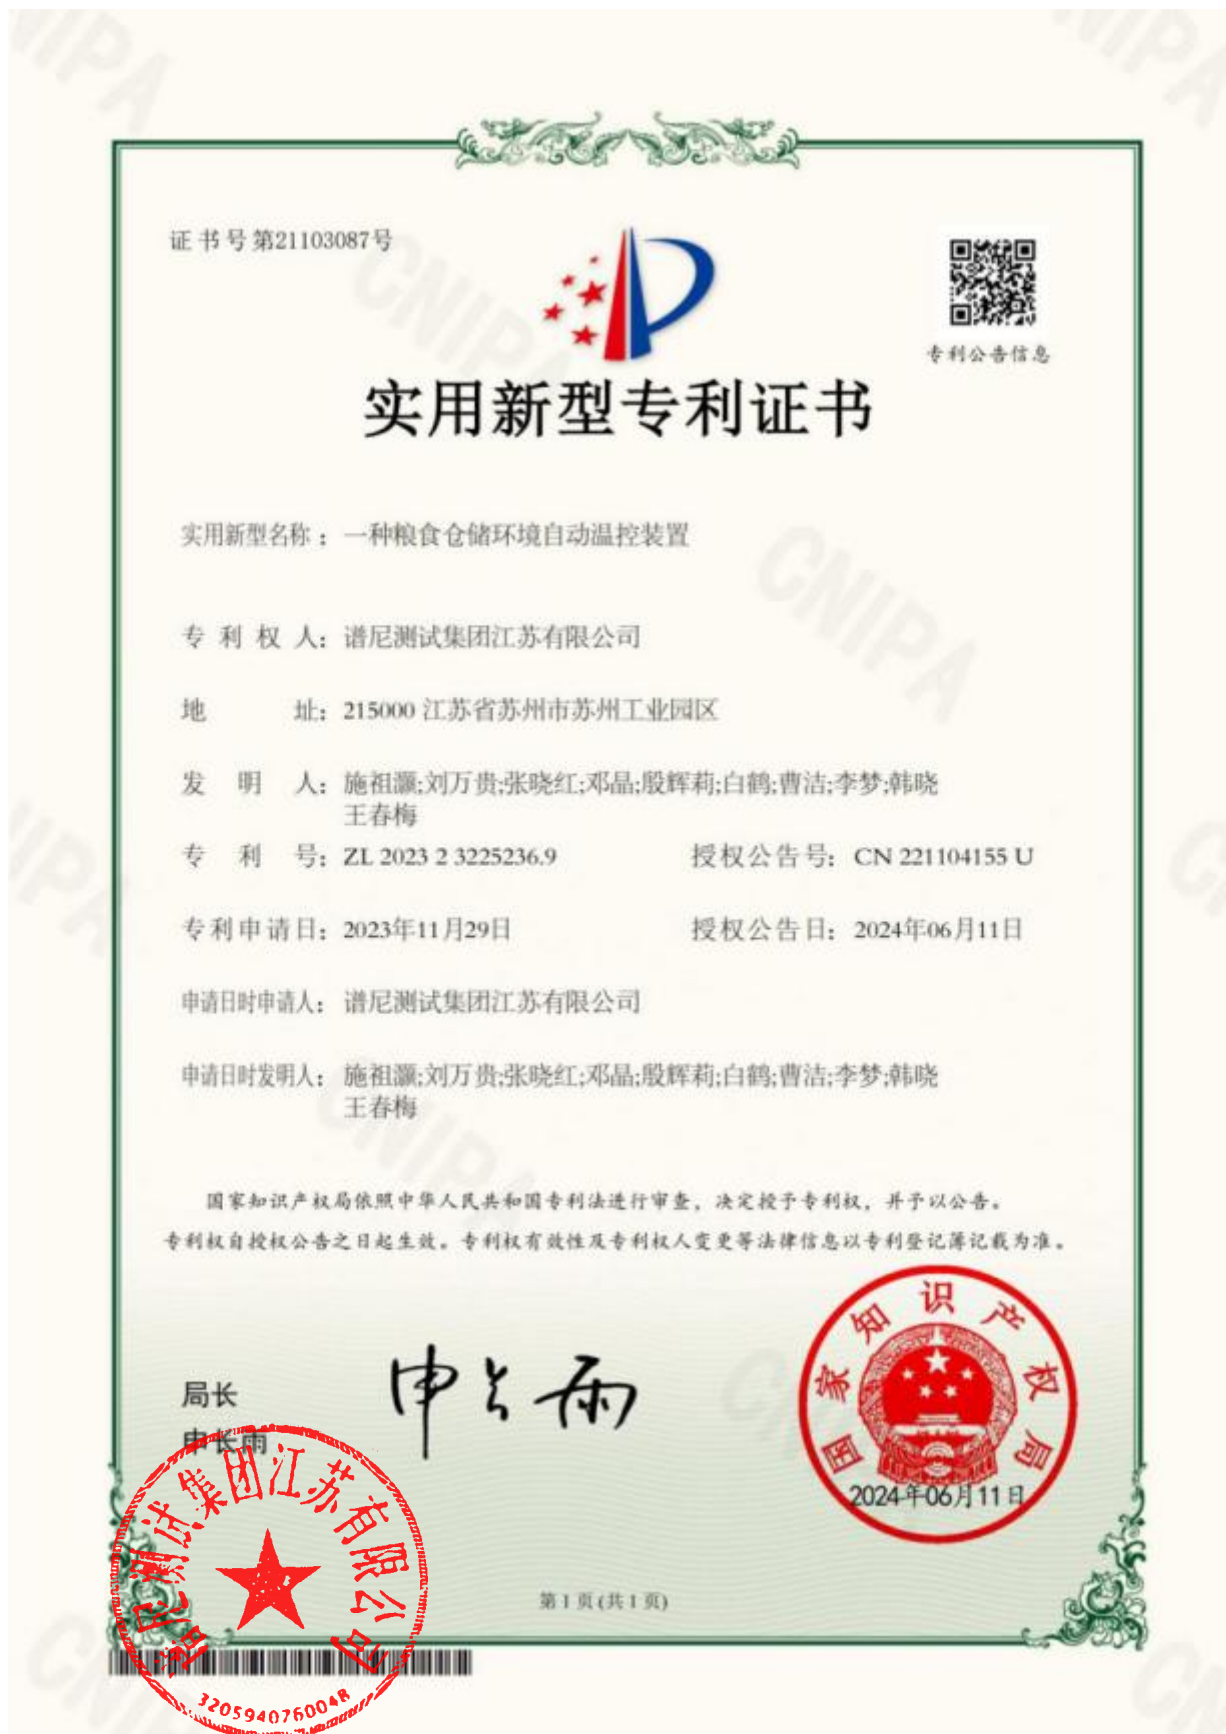 证书号第21103087号
专利公告信息
实用新型专利证书
实用新型名称：一种粮食仓储环境自动温控装置
专利权人：谱尼测试集团江苏有限公司
地址：215000 江苏省苏州市苏州工业园区
发明人：施祖灏;刘万贵;张晓红;邓晶;殷辉莉;白鹤;曹洁;李梦;韩晓
王春梅
专利号：ZL 2023 2 3225236.9 授权公告号：CN 221104155 U
专利申请日：2023年11月29日 授权公告日：2024年06月11日
申请日时申请人：谱尼测试集团江苏有限公司
申请日时发明人：施祖灏;刘万贵;张晓红;邓晶;殷辉莉;白鹤;曹洁;李梦;韩晓
王春梅
国家知识产权局依照中华人民共和国专利法进行审查，决定授予专利权，并予以公告。
专利权自授权公告之日起生效。专利权有效性及专利权人变更等法律信息以专利登记簿记载为准。
局长
申长雨
申长雨
国家知识产权局
2024年06月11日
谱尼测试集团江苏有限公司
3205940760048
第1页(共1页)
CNIPA